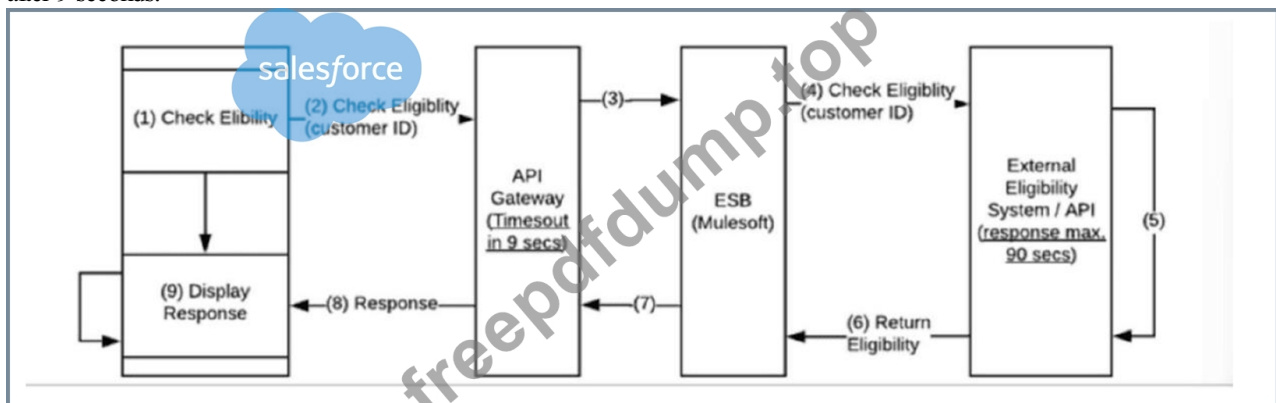 after 9 seconds.
salesforce
(1) Check Elibility
(2) Check Eligiblity
(customer ID)
(3)
(4) Check Eligiblity
(customer ID)
API
Gateway
(Timesout
in 9 secs)
ESB
(Mulesoft)
External
Eligibility
System / API
(response max.
90 secs)
(5)
(9) Display
Response
(8) Response
(7)
(6) Return
Eligibility
freepdfdump.top